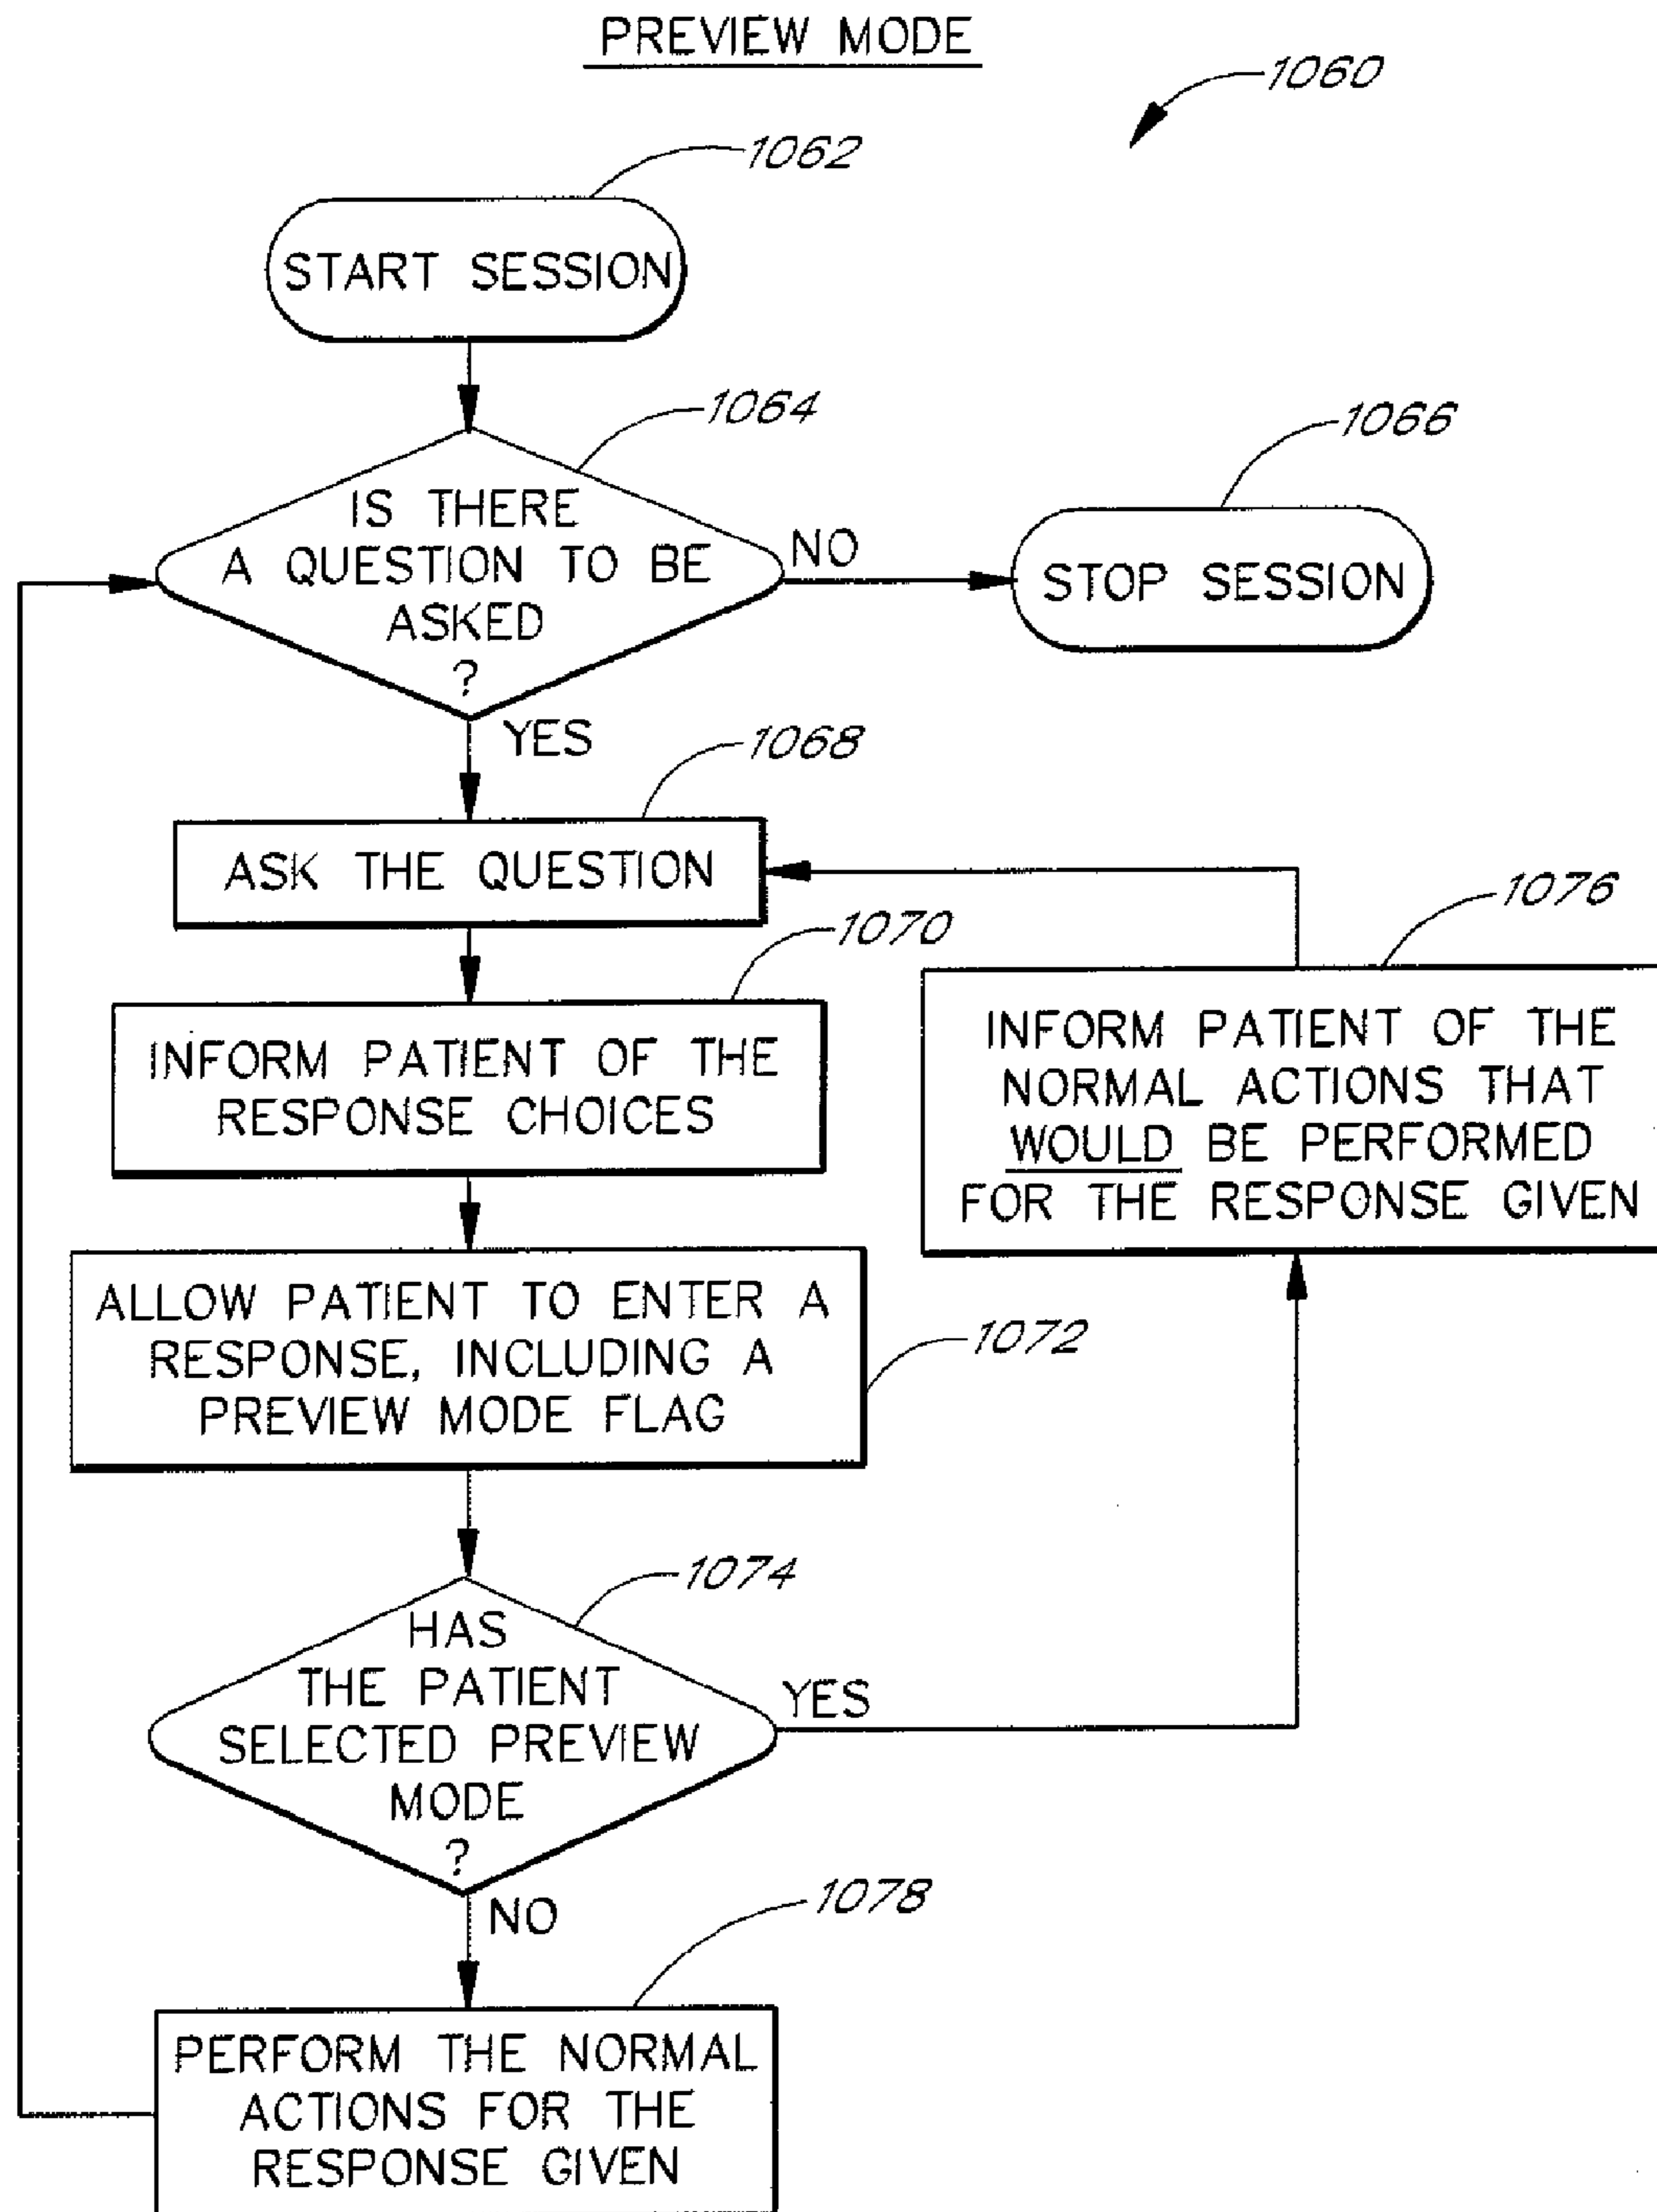 PREVIEW MODE
1060
1062
START SESSION
1064
IS THERE
A QUESTION TO BE
ASKED
?
NO
1066
STOP SESSION
YES
1068
ASK THE QUESTION
1070
INFORM PATIENT OF THE
RESPONSE CHOICES
1076
INFORM PATIENT OF THE
NORMAL ACTIONS THAT
WOULD BE PERFORMED
FOR THE RESPONSE GIVEN
ALLOW PATIENT TO ENTER A
RESPONSE, INCLUDING A
PREVIEW MODE FLAG
1072
1074
HAS
THE PATIENT
SELECTED PREVIEW
MODE
?
YES
NO
1078
PERFORM THE NORMAL
ACTIONS FOR THE
RESPONSE GIVEN